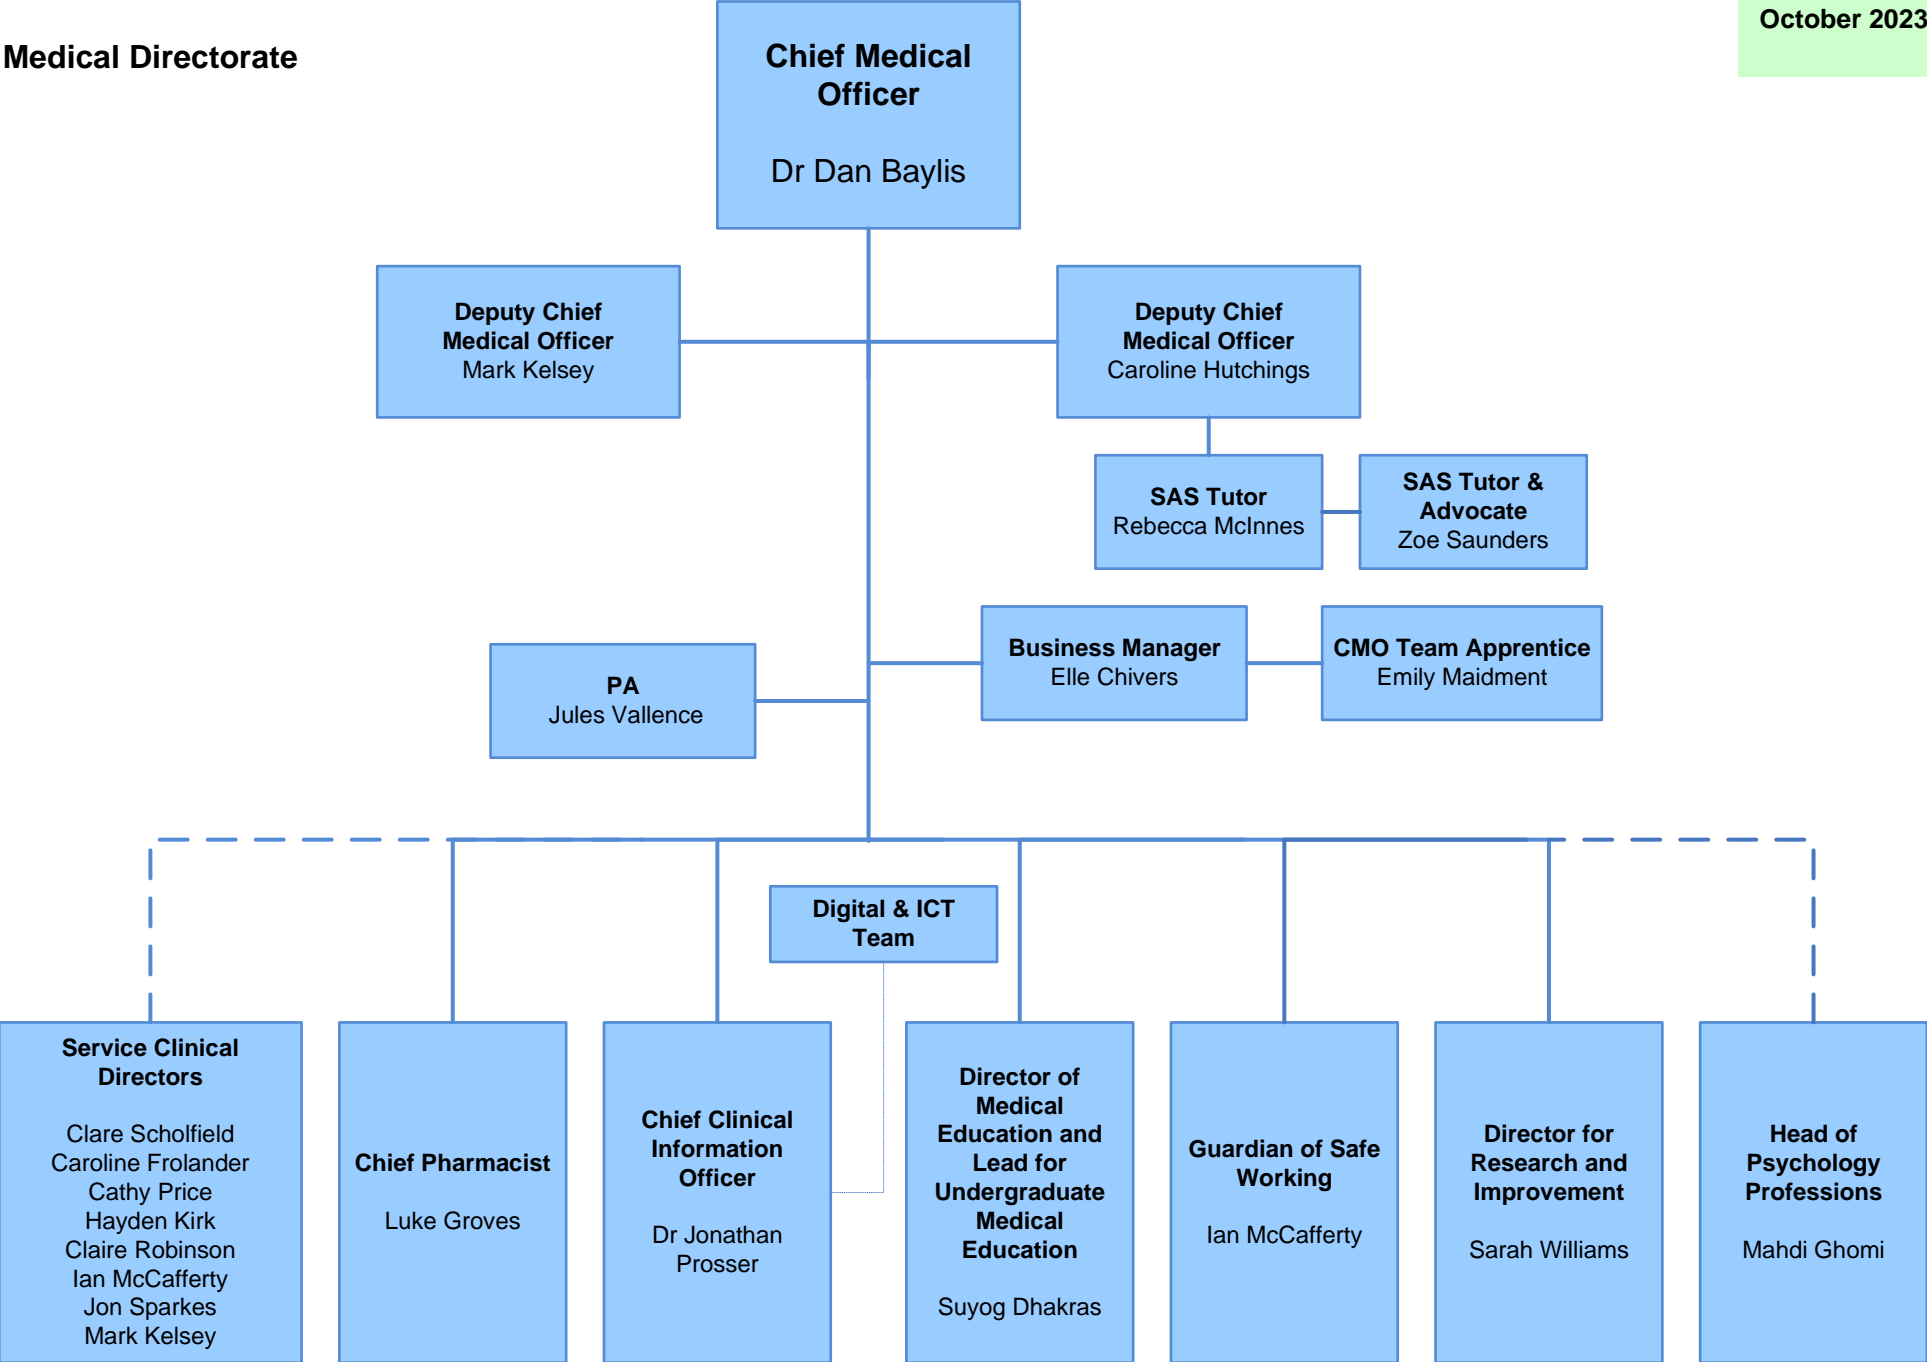 Medical Directorate
October 2023
Chief Medical
Officer
Dr Dan Baylis
Deputy Chief
Medical Officer
Mark Kelsey
Deputy Chief
Medical Officer
Caroline Hutchings
SAS Tutor
Rebecca McInnes
SAS Tutor &
Advocate
Zoe Saunders
Business Manager
Elle Chivers
CMO Team Apprentice
Emily Maidment
PA
Jules Vallence
Digital & ICT
Team
Service Clinical
Directors
Clare Scholfield
Caroline Frolander
Cathy Price
Hayden Kirk
Claire Robinson
Ian McCafferty
Jon Sparkes
Mark Kelsey
Chief Pharmacist
Luke Groves
Chief Clinical
Information
Officer
Dr Jonathan
Prosser
Director of
Medical
Education and
Lead for
Undergraduate
Medical
Education
Suyog Dhakras
Guardian of Safe
Working
Ian McCafferty
Director for
Research and
Improvement
Sarah Williams
Head of
Psychology
Professions
Mahdi Ghomi